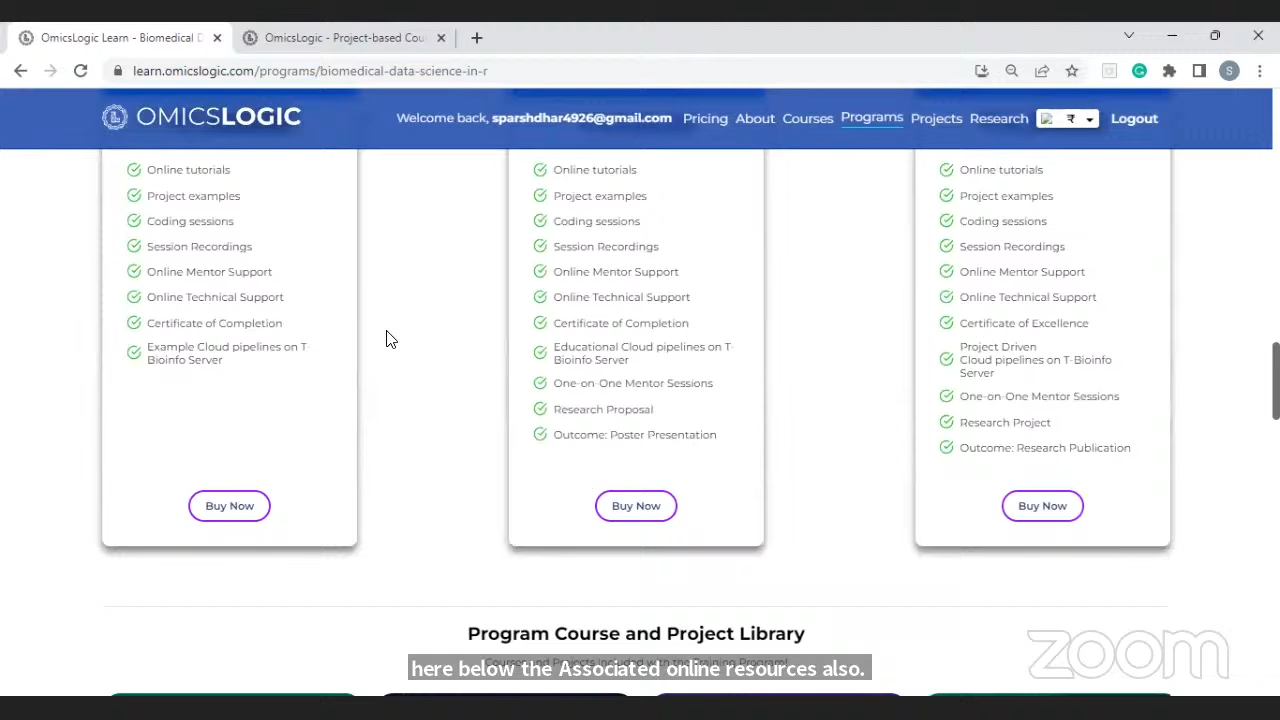 OmicsLogic Learn - Biomedical D
OmicsLogic - Project-based Cou
learn.omicslogic.com/programs/biomedical-data-science-in-r
S
OMICSLOGIC
Welcome back, sparshdhar4926@gmail.com
Pricing
About
Courses
Programs
Projects
Research
₹
Logout
Online tutorials
Project examples
Coding sessions
Session Recordings
Online Mentor Support
Online Technical Support
Certificate of Completion
Example Cloud pipelines on T-
Bioinfo Server
Buy Now
Online tutorials
Project examples
Coding sessions
Session Recordings
Online Mentor Support
Online Technical Support
Certificate of Completion
Educational Cloud pipelines on T-
Bioinfo Server
One-on-One Mentor Sessions
Research Proposal
Outcome: Poster Presentation
Buy Now
Online tutorials
Project examples
Coding sessions
Session Recordings
Online Mentor Support
Online Technical Support
Certificate of Excellence
Project Driven
Cloud pipelines on T-Bioinfo
Server
One-on-One Mentor Sessions
Research Project
Outcome: Research Publication
Buy Now
Program Course and Project Library
here below the Associated online resources also.
zoom